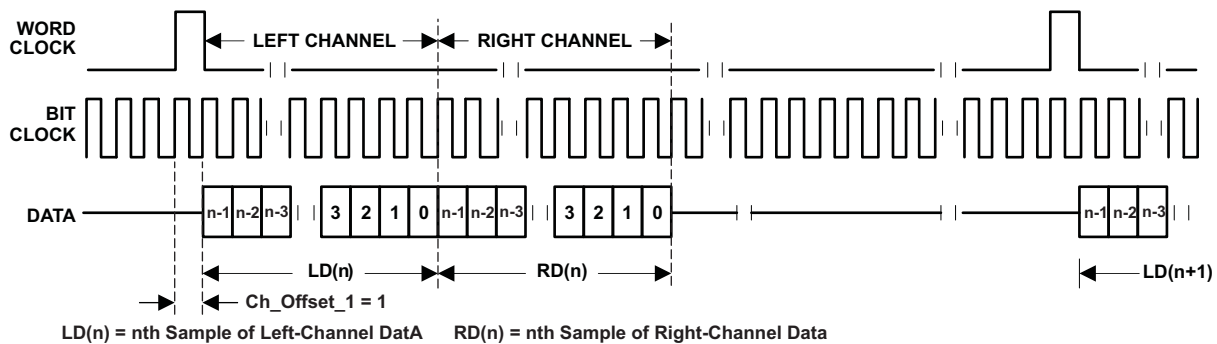 WORD CLOCK
LEFT CHANNEL RIGHT CHANNEL
BIT CLOCK
DATA
n-1 n-2 n-3 3 2 1 0 n-1 n-2 n-3 3 2 1 0 n-1 n-2 n-3
LD(n) RD(n) LD(n+1)
Ch_Offset_1 = 1
LD(n) = nth Sample of Left-Channel DatA RD(n) = nth Sample of Right-Channel Data